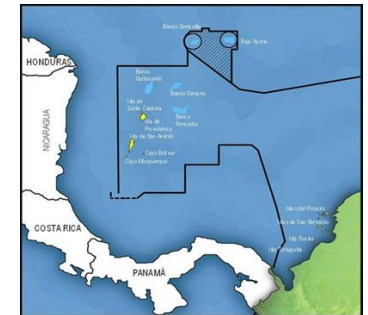 Banco Serranilla
Bajo Alicia
HONDURAS
Banco
Quitasueño
Banco Serrana
Isla de
Santa Catalina
Isla de
Providencia
Banco
Roncador
Isla de San Andrés
Cayo Bolívar
Cayo Alburquerque
NICARAGUA
Islas del Rosario
Islas de San Bernardo
COSTA RICA
Isla Fuerte
Isla Tortuguilla
PANAMÁ